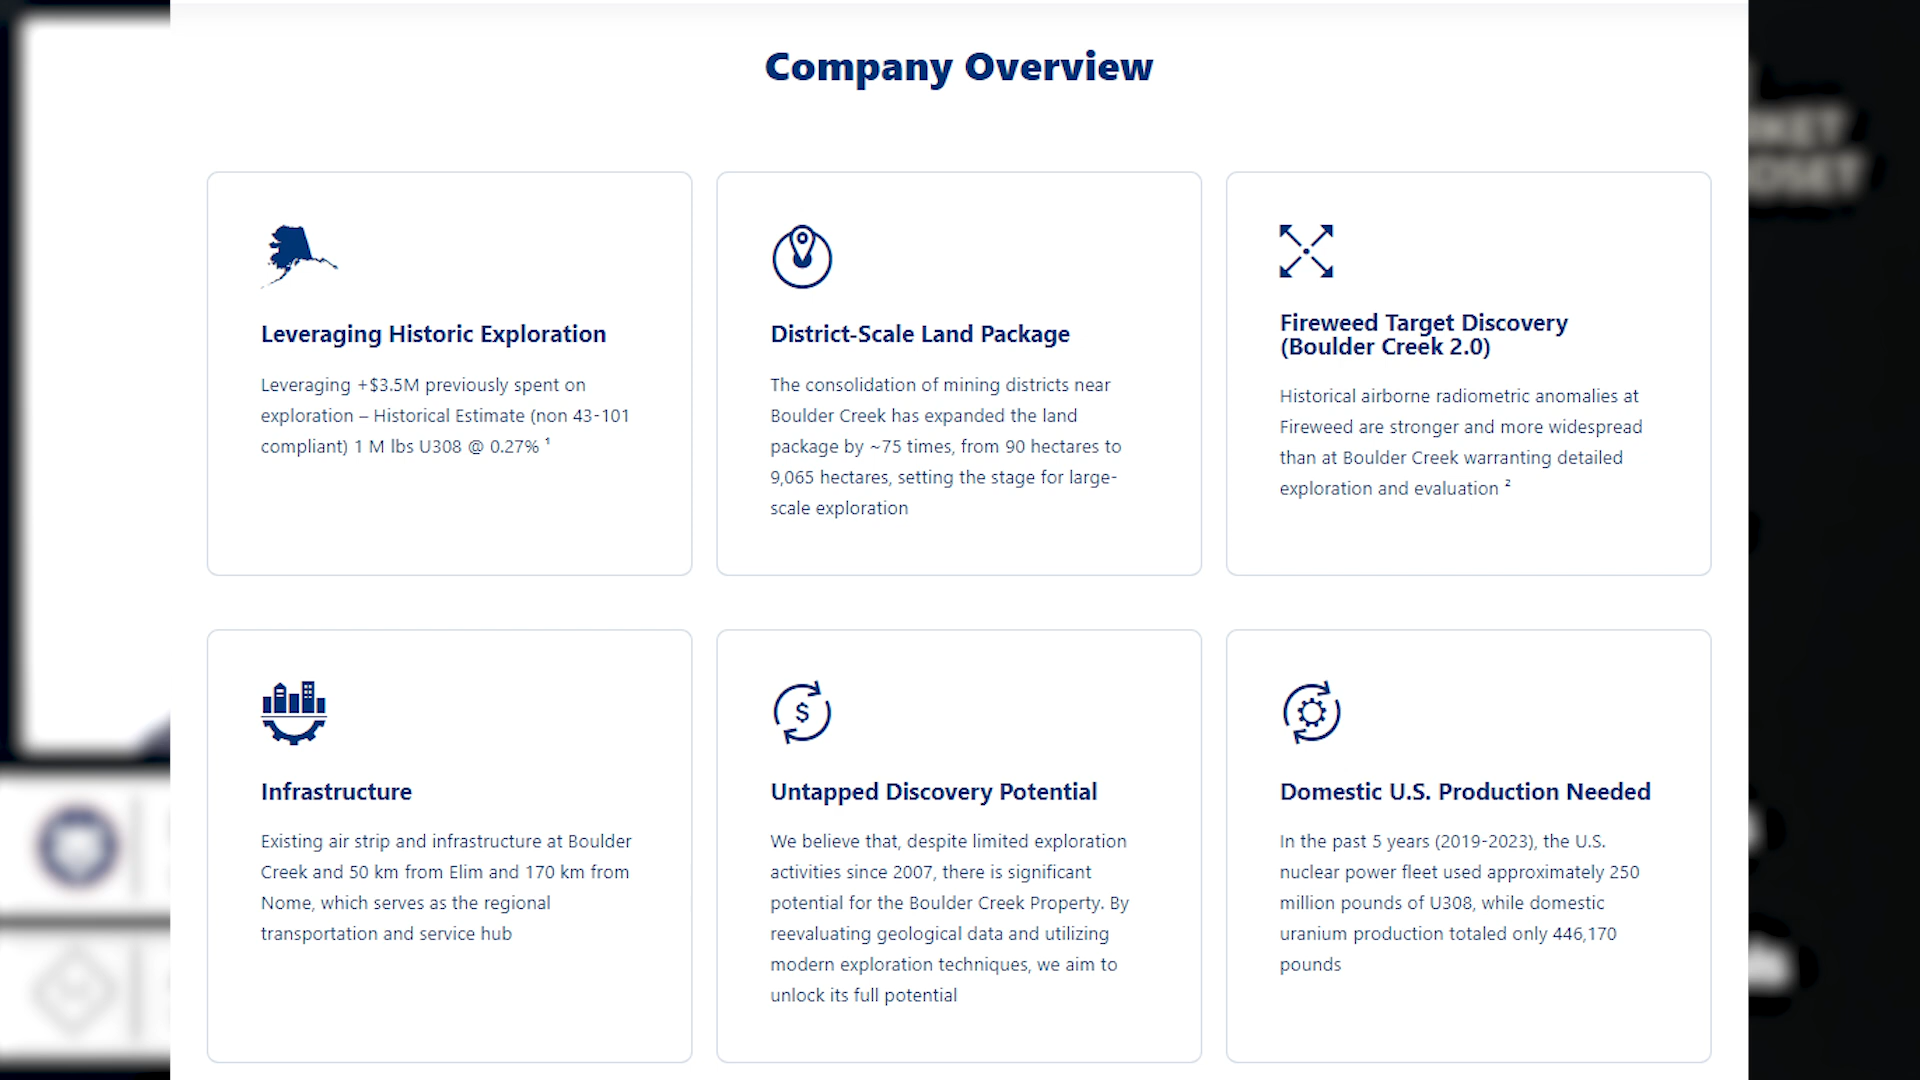 Company Overview
Leveraging Historic Exploration
Leveraging +$3.5M previously spent on
exploration – Historical Estimate (non 43-101
compliant) 1 M lbs U308 @ 0.27% ¹
District-Scale Land Package
The consolidation of mining districts near
Boulder Creek has expanded the land
package by ~75 times, from 90 hectares to
9,065 hectares, setting the stage for large-
scale exploration
Fireweed Target Discovery
(Boulder Creek 2.0)
Historical airborne radiometric anomalies at
Fireweed are stronger and more widespread
than at Boulder Creek warranting detailed
exploration and evaluation ²
Infrastructure
Existing air strip and infrastructure at Boulder
Creek and 50 km from Elim and 170 km from
Nome, which serves as the regional
transportation and service hub
Untapped Discovery Potential
We believe that, despite limited exploration
activities since 2007, there is significant
potential for the Boulder Creek Property. By
reevaluating geological data and utilizing
modern exploration techniques, we aim to
unlock its full potential
Domestic U.S. Production Needed
In the past 5 years (2019-2023), the U.S.
nuclear power fleet used approximately 250
million pounds of U308, while domestic
uranium production totaled only 446,170
pounds